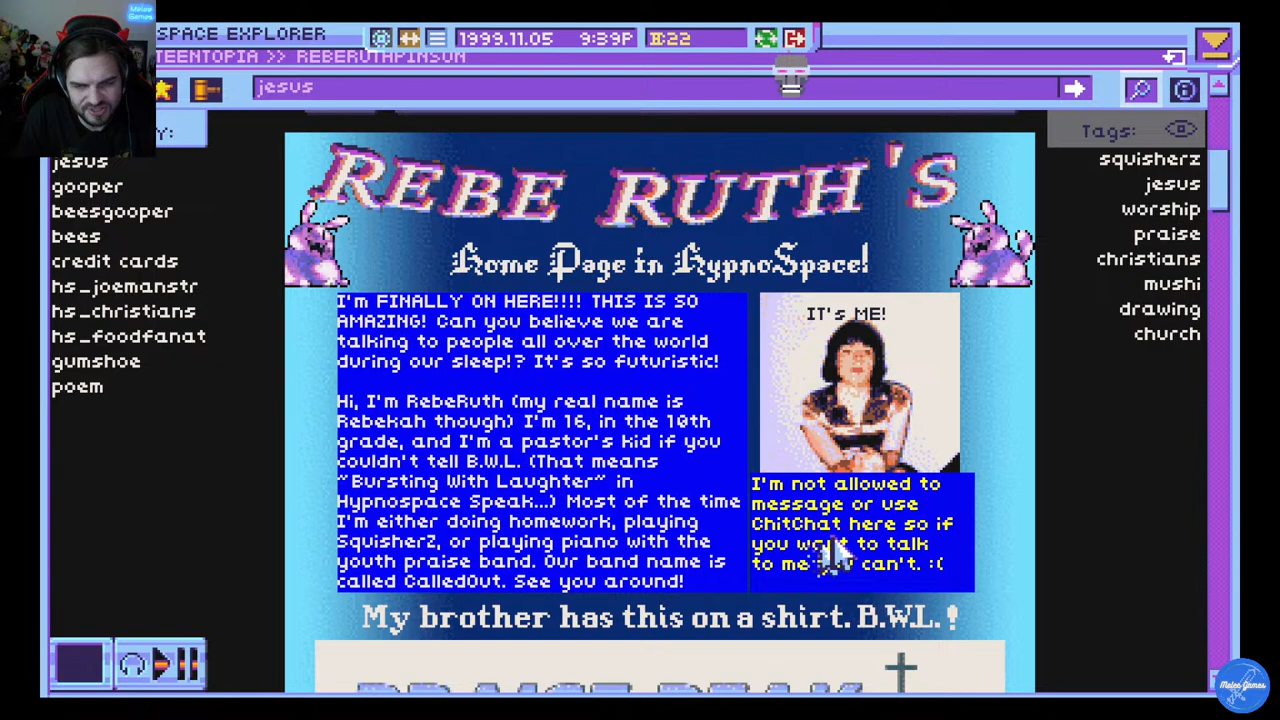 Melee Games
SPACE EXPLORER
1999.11.05 9:39P
22
TEENTOPIA >> REBERUTHPINSON
jesus
Y:
jesus
gooper
beesgooper
bees
credit cards
hs_joemanstr
hs_christians
hs_foodfanat
gumshoe
poem
REBE RUTH'S
Home Page in HypnoSpace!
I'm FINALLY ON HERE!!!! THIS IS SO
AMAZING! Can you believe we are
talking to people all over the world
during our sleep!? It's so futuristic!
Hi, I'm RebeRuth (my real name is
Rebekah though) I'm 16, in the 10th
grade, and I'm a pastor's kid if you
couldn't tell B.W.L. (That means
~Bursting With Laughter~ in
Hypnospace Speak...) Most of the time
I'm either doing homework, playing
SquisherZ, or playing piano with the
youth praise band. Our band name is
called CalledOut. See you around!
IT's ME!
I'm not allowed to
message or use
ChitChat here so if
you want to talk
to me can't. :(
My brother has this on a shirt. B.W.L. !
Tags:
squisherz
jesus
worship
praise
christians
mushi
drawing
church
Melee Games